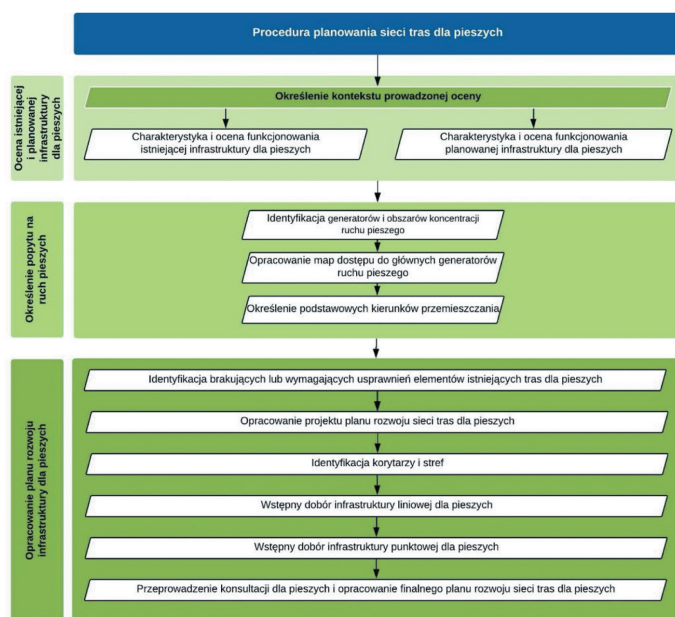 Procedura planowania sieci tras dla pieszych
Ocena istniejącej
i planowanej
infrastruktury
dla pieszych
Określenie kontekstu prowadzonej oceny
Charakterystyka i ocena funkcjonowania
istniejącej infrastruktury dla pieszych
Charakterystyka i ocena funkcjonowania
planowanej infrastruktury dla pieszych
Określenie popytu na
ruch pieszych
Identyfikacja generatorów i obszarów koncentracji
ruchu pieszego
Opracowanie map dostępu do głównych generatorów
ruchu pieszego
Określenie podstawowych kierunków przemieszczania
Opracowanie planu rozwoju
infrastruktury dla pieszych
Identyfikacja brakujących lub wymagających usprawnień elementów istniejących tras dla pieszych
Opracowanie projektu planu rozwoju sieci tras dla pieszych
Identyfikacja korytarzy i stref
Wstępny dobór infrastruktury liniowej dla pieszych
Wstępny dobór infrastruktury punktowej dla pieszych
Przeprowadzenie konsultacji dla pieszych i opracowanie finalnego planu rozwoju sieci tras dla pieszych